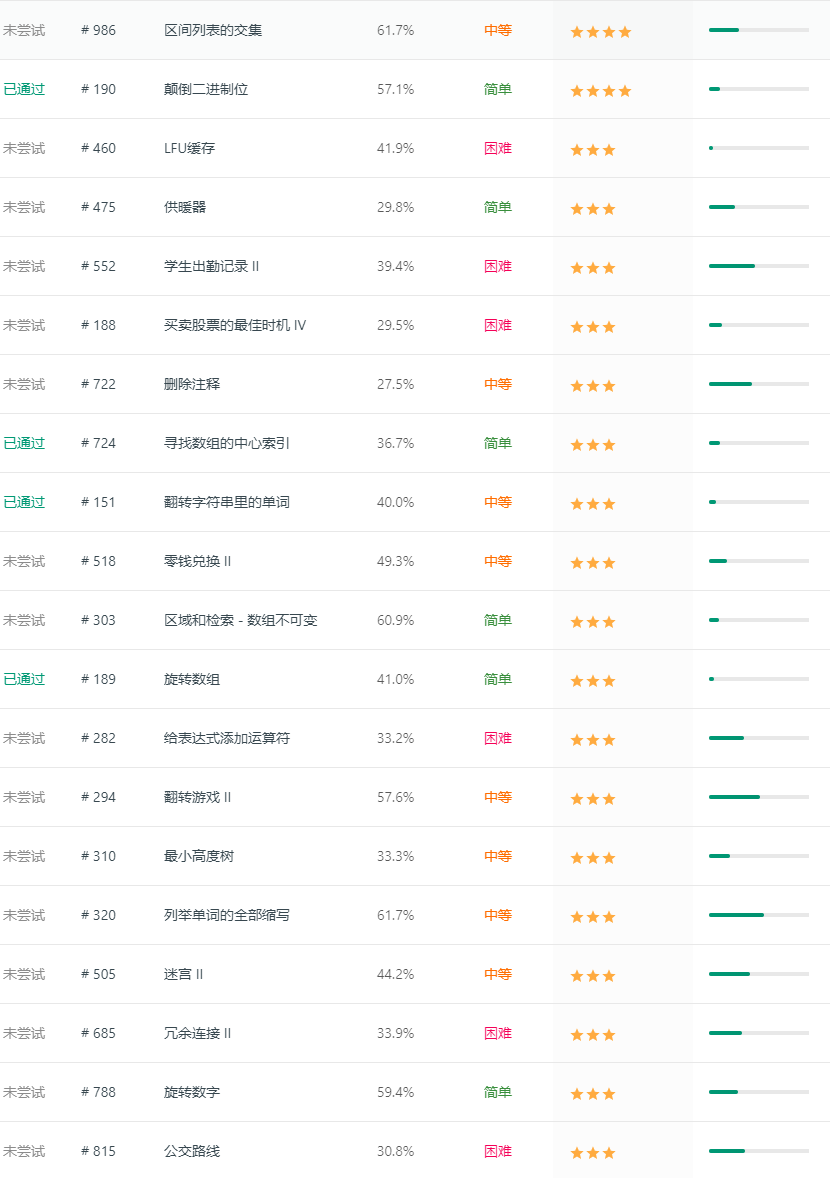 未尝试 # 986 区间列表的交集 61.7% 中等
已通过 # 190 颠倒二进制位 57.1% 简单
未尝试 # 460 LFU缓存 41.9% 困难
未尝试 # 475 供暖器 29.8% 简单
未尝试 # 552 学生出勤记录 II 39.4% 困难
未尝试 # 188 买卖股票的最佳时机 IV 29.5% 困难
未尝试 # 722 删除注释 27.5% 中等
已通过 # 724 寻找数组的中心索引 36.7% 简单
已通过 # 151 翻转字符串里的单词 40.0% 中等
未尝试 # 518 零钱兑换 II 49.3% 中等
未尝试 # 303 区域和检索 - 数组不可变 60.9% 简单
已通过 # 189 旋转数组 41.0% 简单
未尝试 # 282 给表达式添加运算符 33.2% 困难
未尝试 # 294 翻转游戏 II 57.6% 中等
未尝试 # 310 最小高度树 33.3% 中等
未尝试 # 320 列举单词的全部缩写 61.7% 中等
未尝试 # 505 迷宫 II 44.2% 中等
未尝试 # 685 冗余连接 II 33.9% 困难
未尝试 # 788 旋转数字 59.4% 简单
未尝试 # 815 公交路线 30.8% 困难